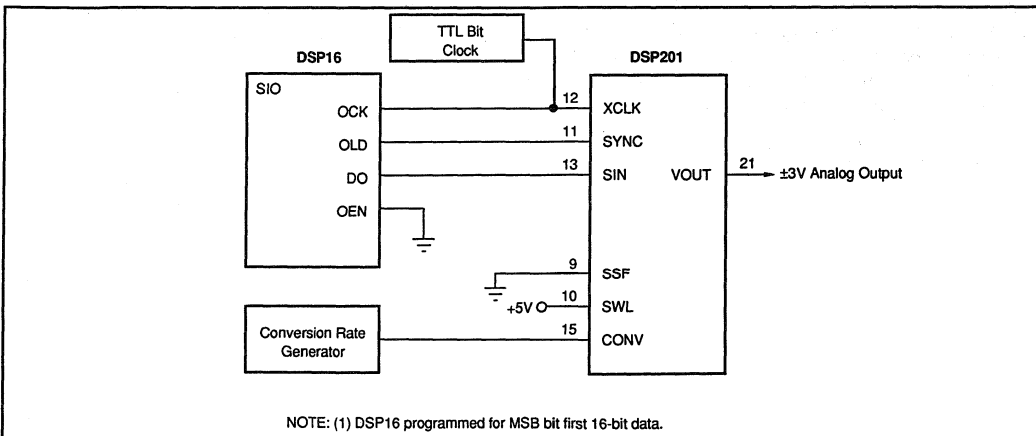 TTL Bit
Clock
DSP16
DSP201
SIO
OCK
12
XCLK
OLD
11
SYNC
DO
13
SIN
VOUT
21
±3V Analog Output
OEN
9
SSF
+5V
10
SWL
Conversion Rate
Generator
15
CONV
NOTE: (1) DSP16 programmed for MSB bit first 16-bit data.